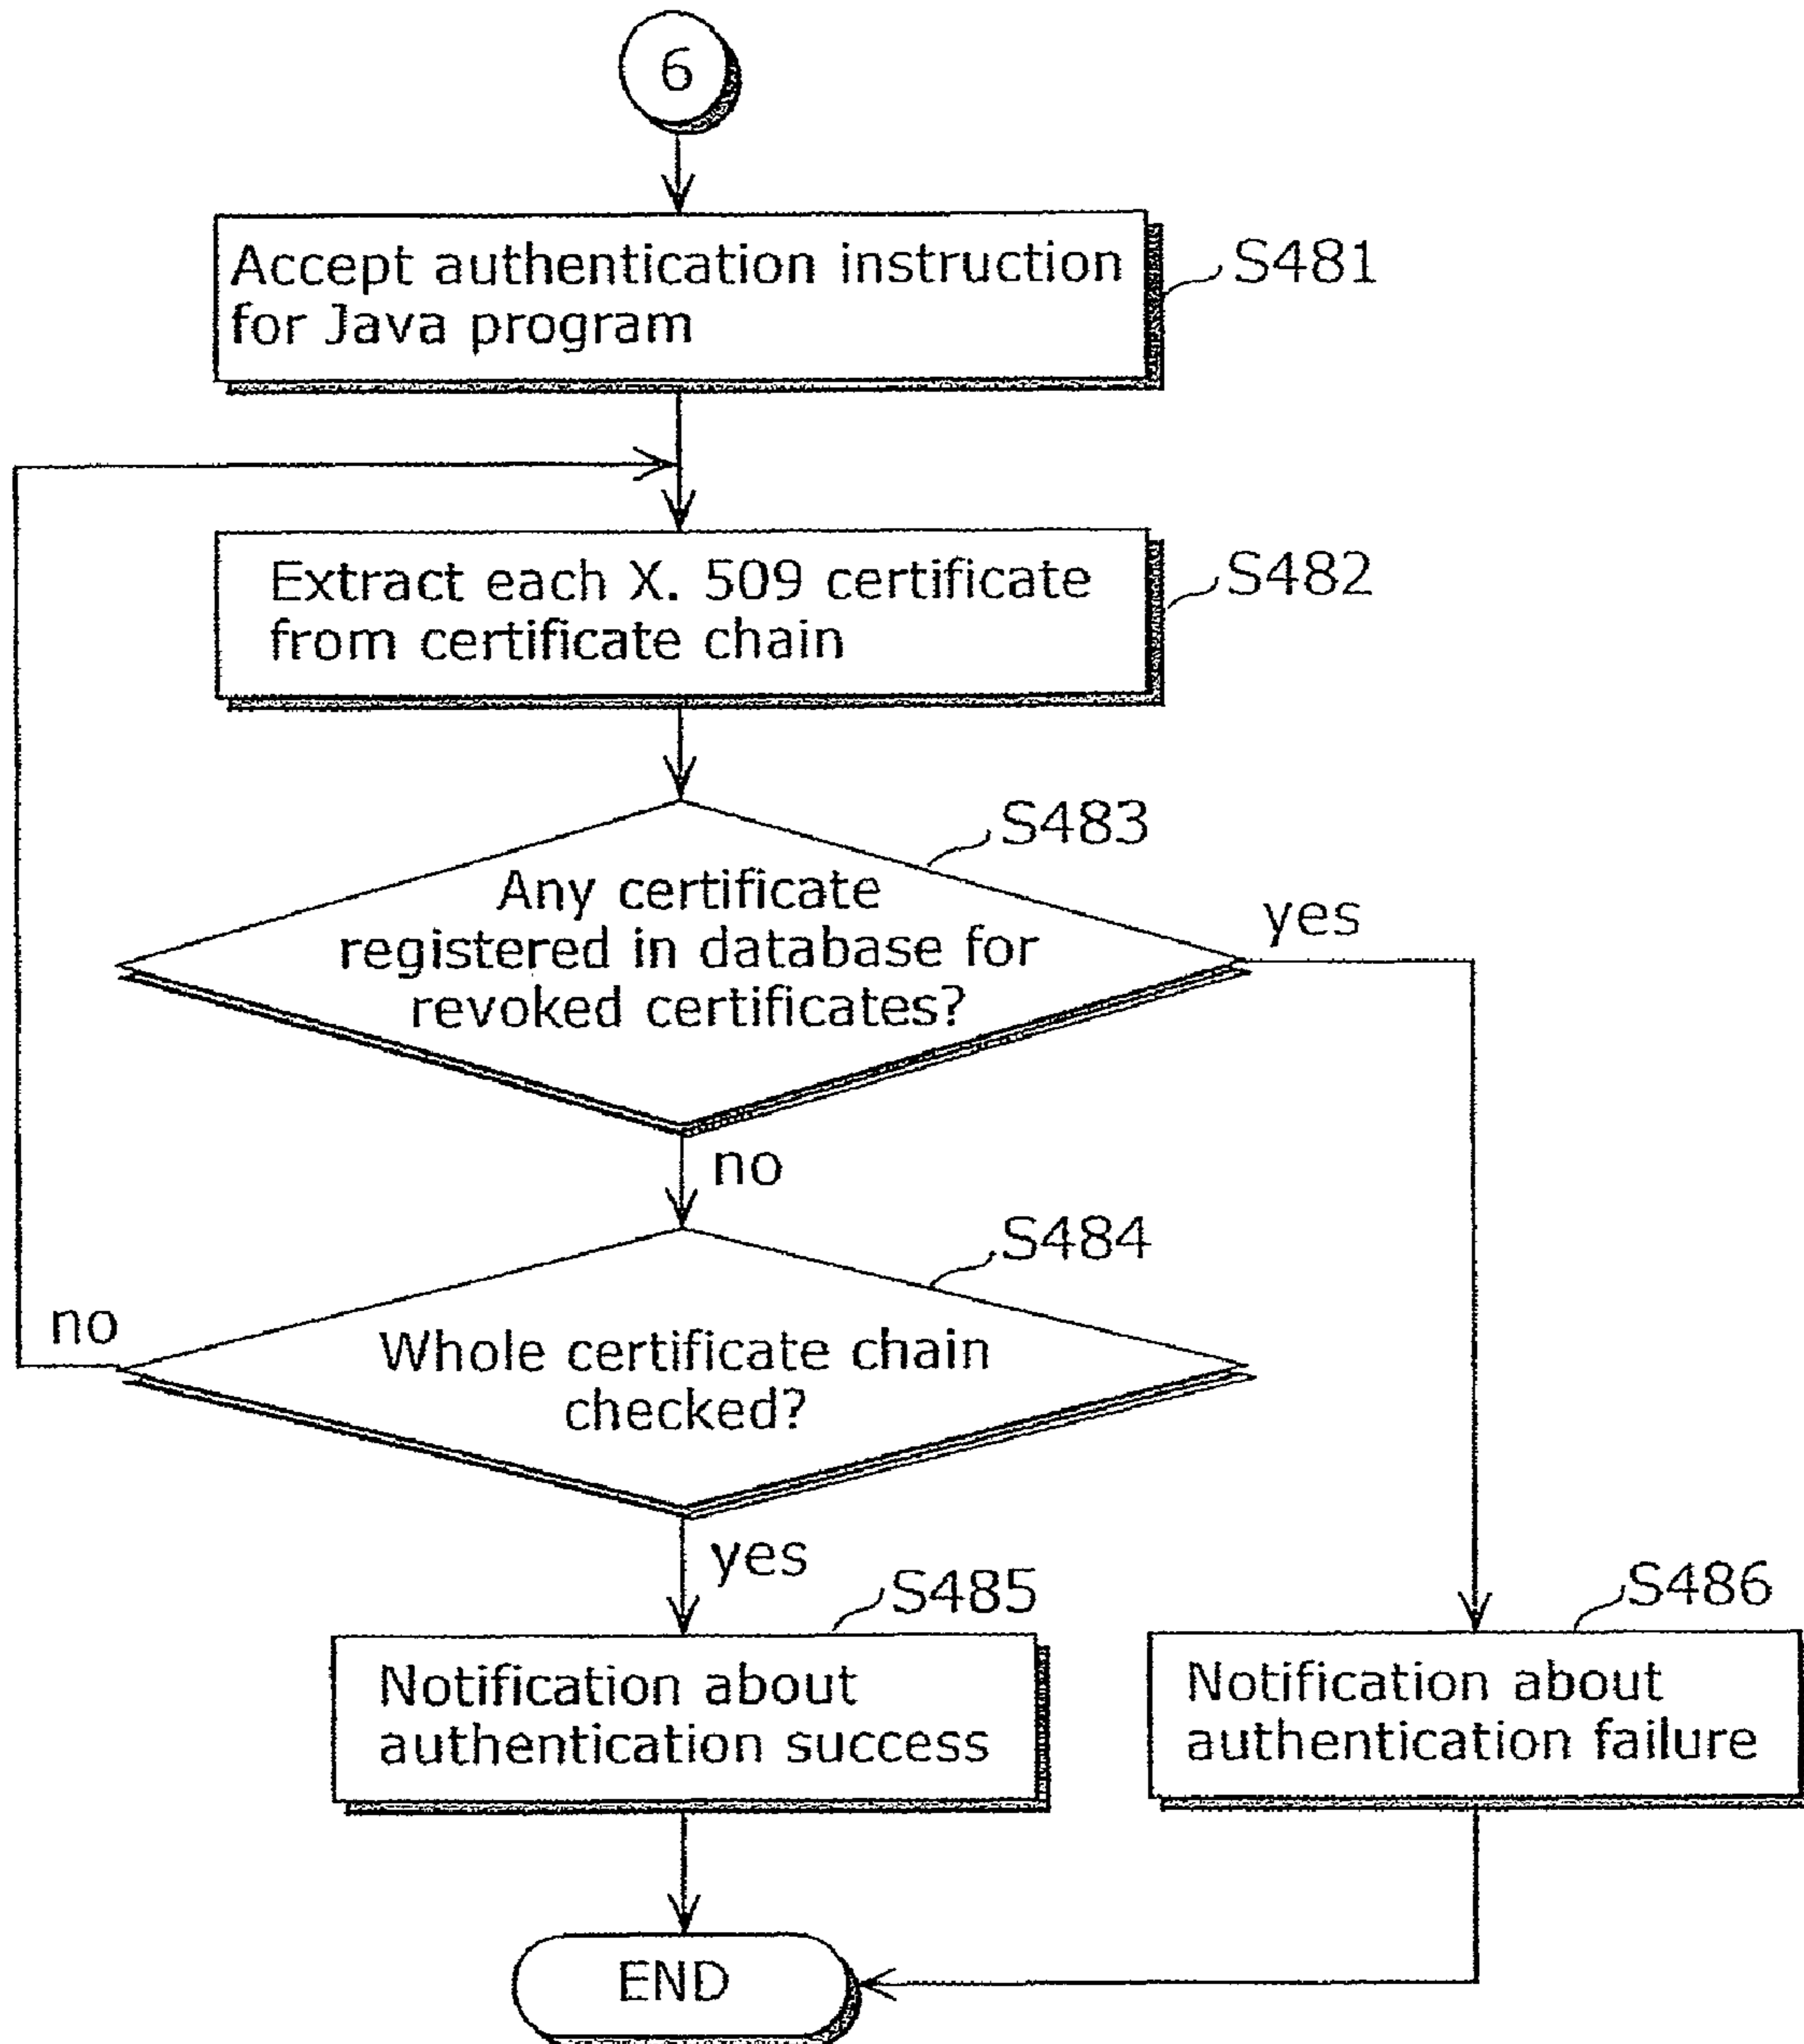 6
Accept authentication instruction
for Java program
S481
Extract each X. 509 certificate
from certificate chain
S482
S483
Any certificate
registered in database for
revoked certificates?
yes
no
S484
no
Whole certificate chain
checked?
yes
S485
S486
Notification about
authentication success
Notification about
authentication failure
END